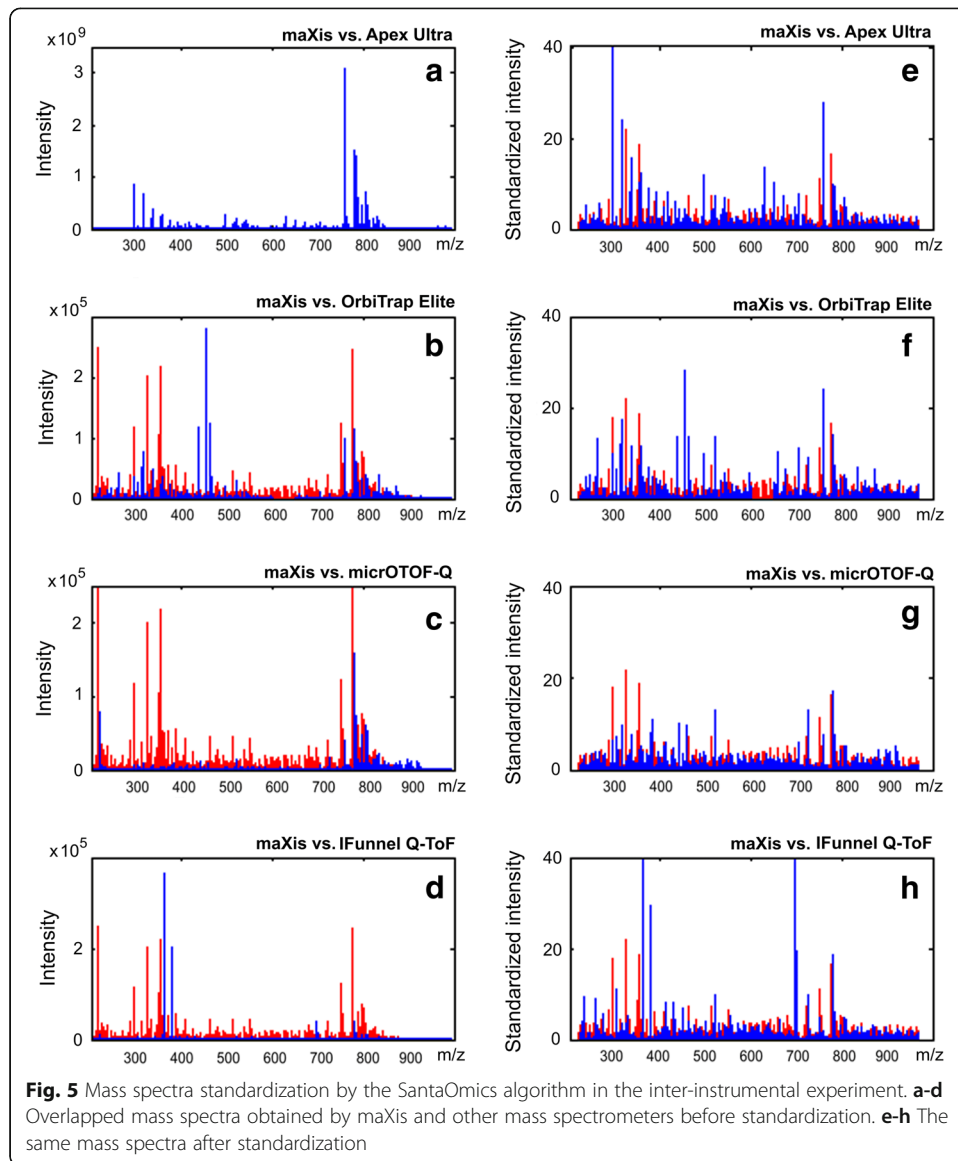 maXis vs. Apex Ultra
x10⁹
a
Intensity
3
2
1
0
300 400 500 600 700 800 900 m/z
maXis vs. Apex Ultra
e
Standardized intensity
40
20
0
300 400 500 600 700 800 900 m/z
maXis vs. OrbiTrap Elite
x10⁵
b
Intensity
2
1
0
300 400 500 600 700 800 900 m/z
maXis vs. OrbiTrap Elite
f
Standardized intensity
40
20
0
300 400 500 600 700 800 900 m/z
maXis vs. micrOTOF-Q
x10⁵
c
Intensity
2
1
0
300 400 500 600 700 800 900 m/z
maXis vs. micrOTOF-Q
g
Standardized intensity
40
20
0
300 400 500 600 700 800 900 m/z
maXis vs. IFunnel Q-ToF
x10⁵
d
Intensity
2
0
300 400 500 600 700 800 900 m/z
maXis vs. IFunnel Q-ToF
h
Standardized intensity
40
20
0
300 400 500 600 700 800 900 m/z
Fig. 5 Mass spectra standardization by the SantaOmics algorithm in the inter-instrumental experiment. a-d
Overlapped mass spectra obtained by maXis and other mass spectrometers before standardization. e-h The
same mass spectra after standardization